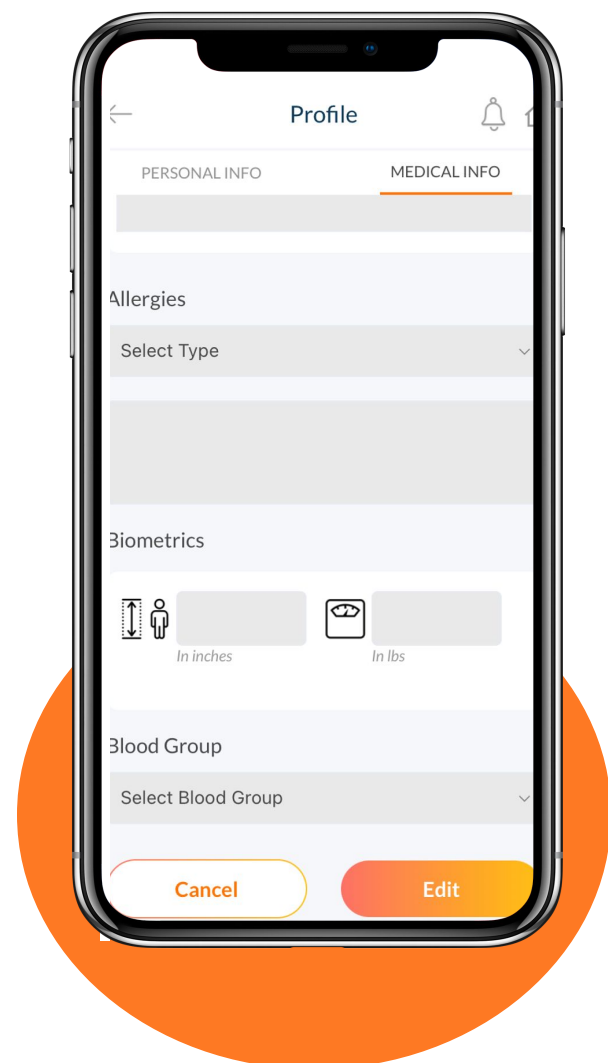 Profile
PERSONAL INFO
MEDICAL INFO
Allergies
Select Type
Biometrics
In inches
In lbs
Blood Group
Select Blood Group
Cancel
Edit